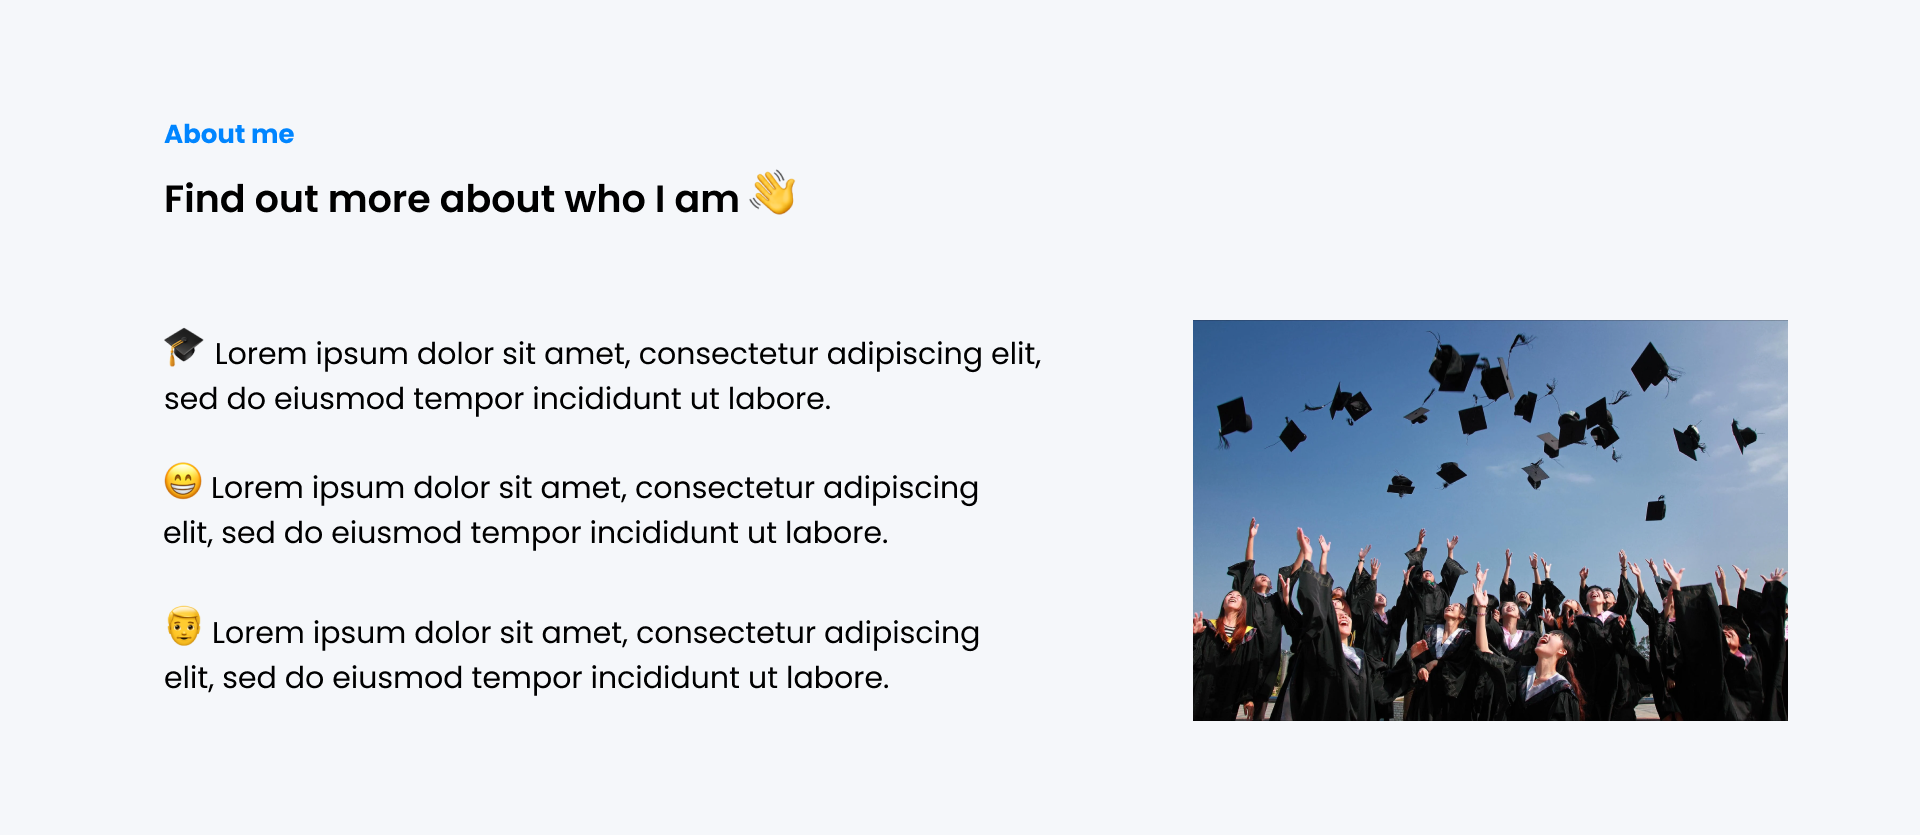 About me
Find out more about who I am 👋
🎓 Lorem ipsum dolor sit amet, consectetur adipiscing elit,
sed do eiusmod tempor incididunt ut labore.
😁 Lorem ipsum dolor sit amet, consectetur adipiscing
elit, sed do eiusmod tempor incididunt ut labore.
👨 Lorem ipsum dolor sit amet, consectetur adipiscing
elit, sed do eiusmod tempor incididunt ut labore.